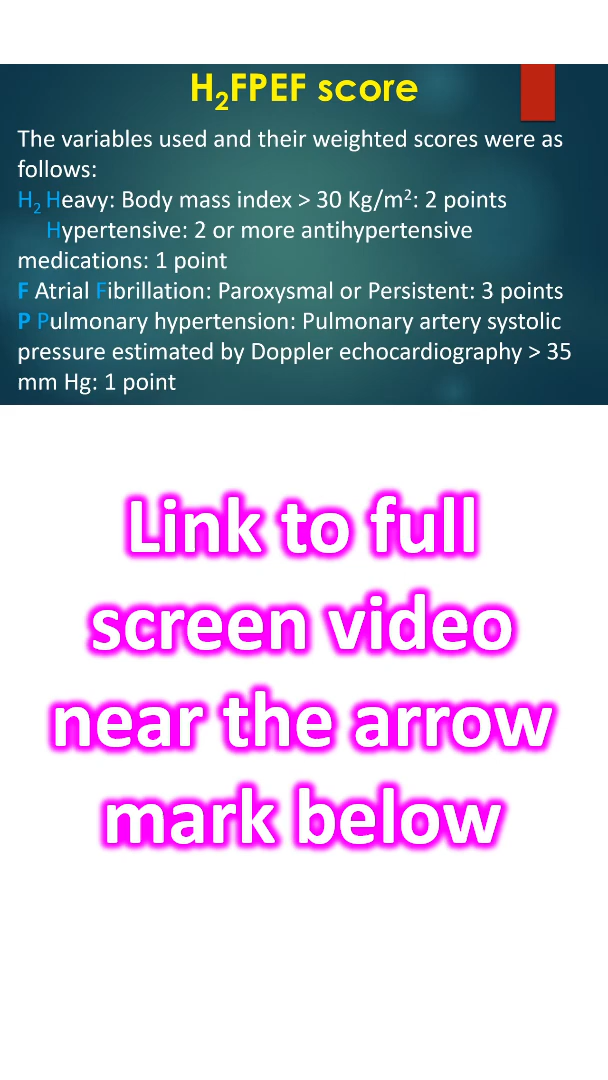 H₂FPEF score
The variables used and their weighted scores were as
follows:
H₂ Heavy: Body mass index > 30 Kg/m²: 2 points
Hypertensive: 2 or more antihypertensive
medications: 1 point
F Atrial Fibrillation: Paroxysmal or Persistent: 3 points
P Pulmonary hypertension: Pulmonary artery systolic
pressure estimated by Doppler echocardiography > 35
mm Hg: 1 point
Link to full
screen video
near the arrow
mark below